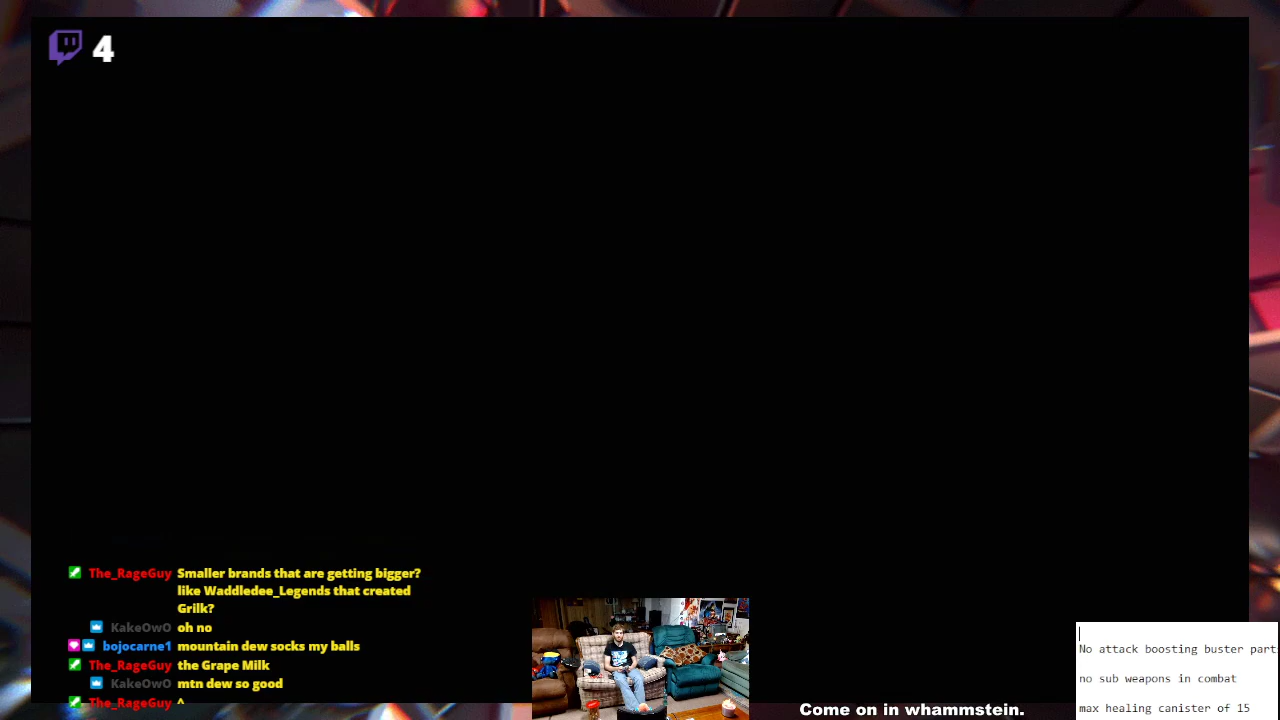 4
The_RageGuy Smaller brands that are getting bigger?
like Waddledee_Legends that created
Grilk?
KakeOwO oh no
bojocarne1 mountain dew socks my balls
The_RageGuy the Grape Milk
KakeOwO mtn dew so good
The_RageGuy ^
Come on in whammstein.
No attack boosting buster part
no sub weapons in combat
max healing canister of 15